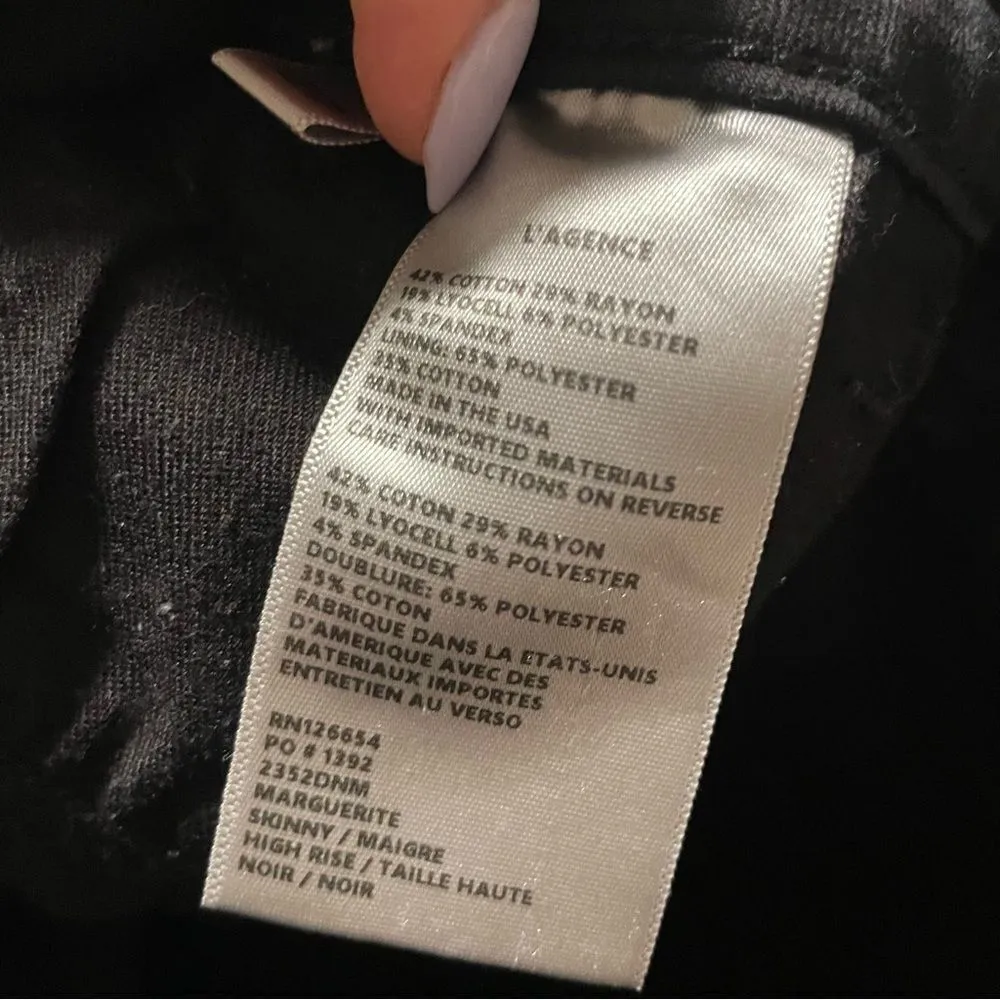 L'AGENCE
42% COTTON 29% RAYON
19% LYOCELL 6% POLYESTER
4% SPANDEX
LINING: 65% POLYESTER
35% COTTON
MADE IN THE USA
WITH IMPORTED MATERIALS
CARE INSTRUCTIONS ON REVERSE
42% COTON 29% RAYON
19% LYOCELL 6% POLYESTER
4% SPANDEX
DOUBLURE: 65% POLYESTER
35% COTON
FABRIQUE DANS LA ETATS-UNIS
D'AMERIQUE AVEC DES
MATERIAUX IMPORTES
ENTRETIEN AU VERSO
RN126654
PO # 1392
2352DNM
MARGUERITE
SKINNY / MAIGRE
HIGH RISE / TAILLE HAUTE
NOIR / NOIR